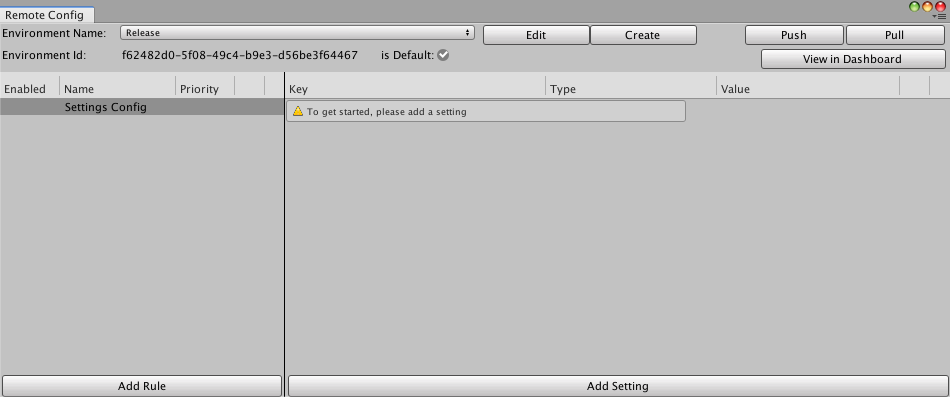 Remote Config
Environment Name: Release Edit Create Push Pull
Environment Id: f62482d0-5f08-49c4-b9e3-d56be3f64467 is Default: View in Dashboard
Enabled Name Priority Key Type Value
Settings Config To get started, please add a setting
Add Rule Add Setting